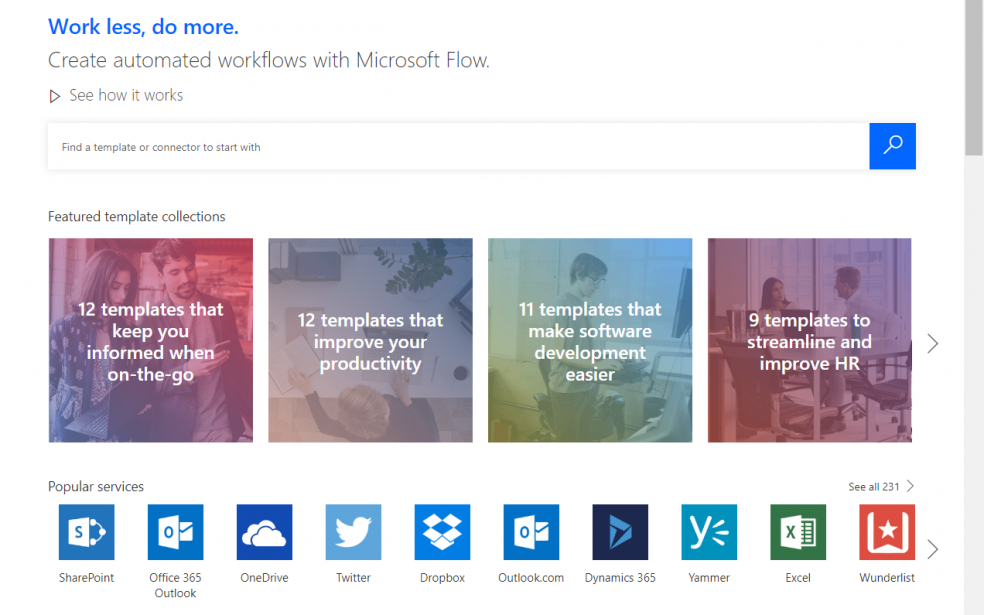 Work less, do more.
Create automated workflows with Microsoft Flow.
See how it works
Find a template or connector to start with
Featured template collections
12 templates that
keep you
informed when
on-the-go
12 templates that
improve your
productivity
11 templates that
make software
development
easier
9 templates to
streamline and
improve HR
Popular services
See all 231
S
SharePoint
O
Office 365
Outlook
OneDrive
Twitter
Dropbox
O
Outlook.com
Dynamics 365
Y
Yammer
X
Excel
Wunderlist